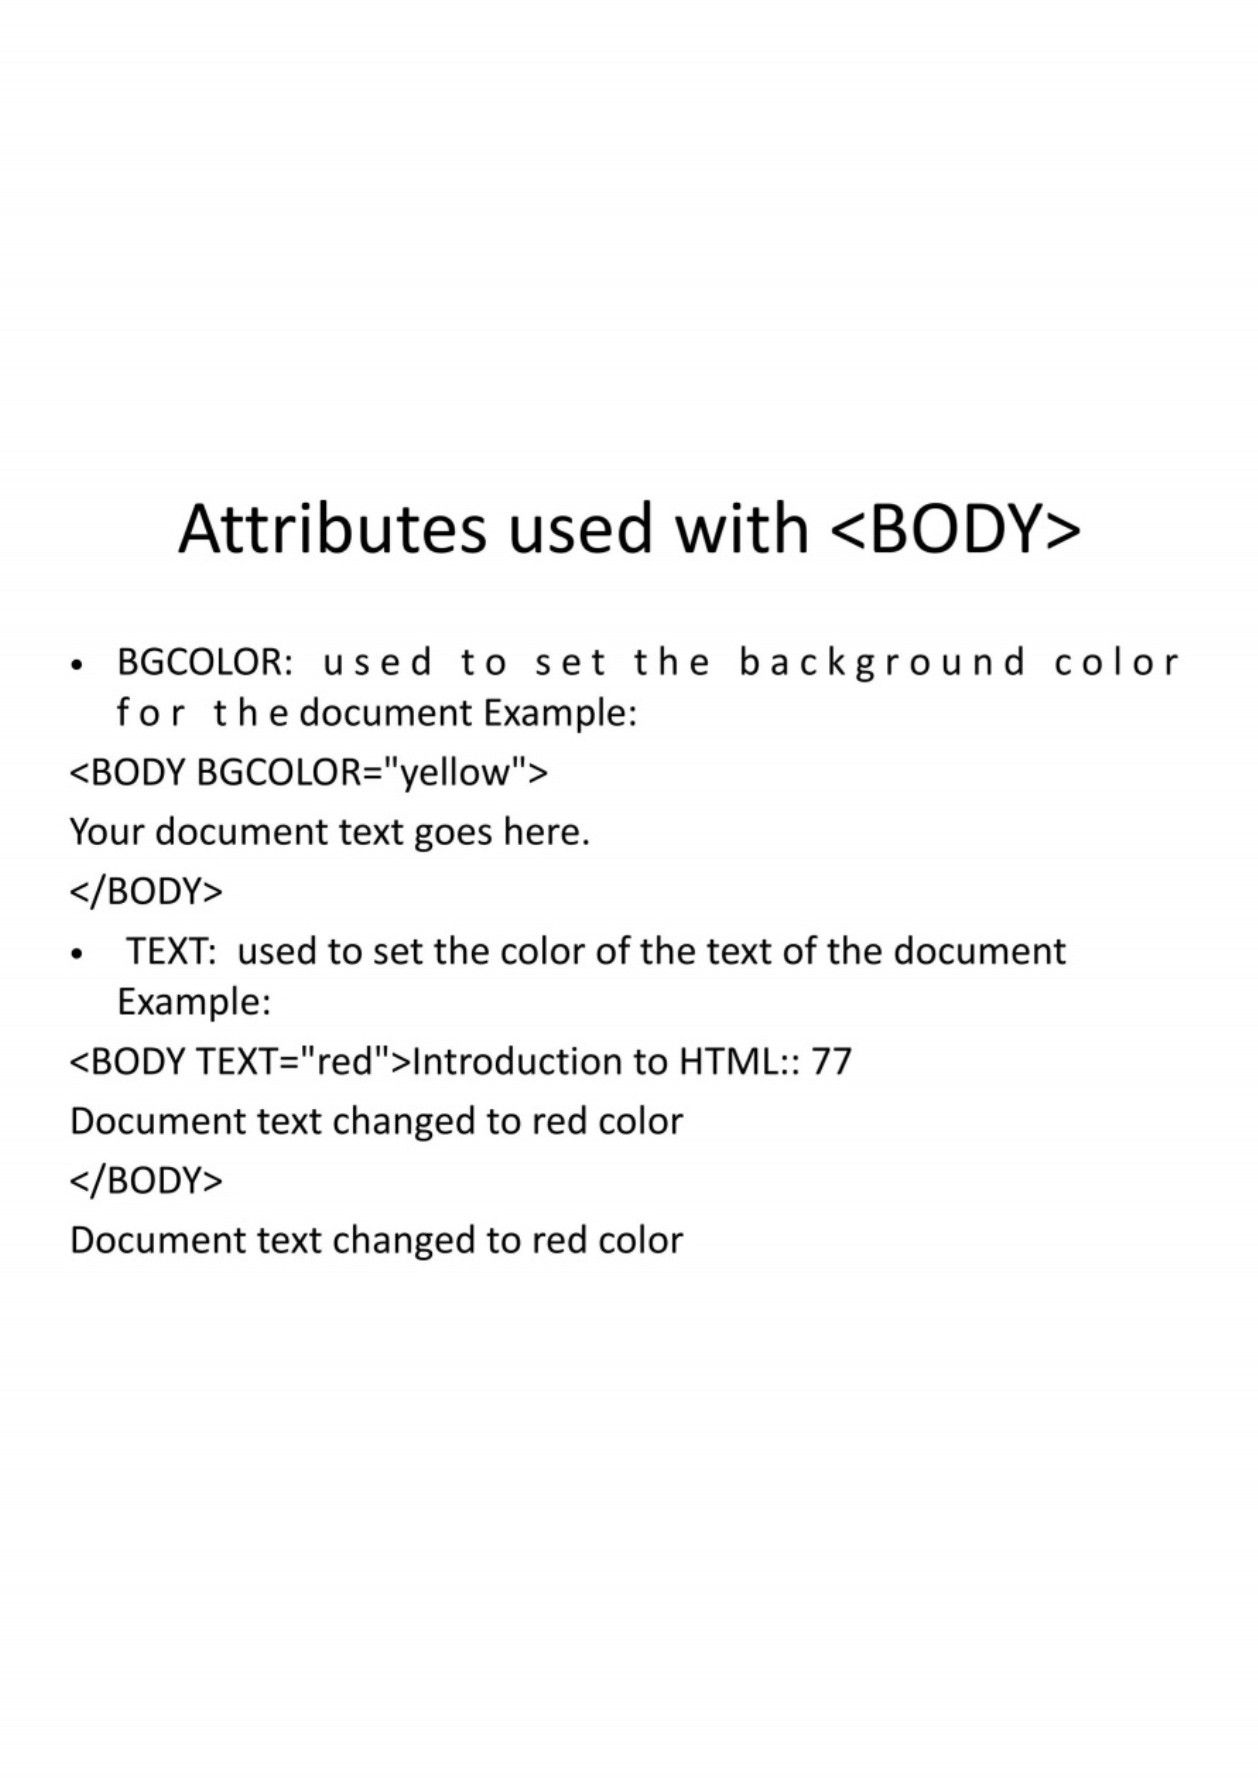 Attributes used with <BODY>
• BGCOLOR: used to set the background color
for the document Example:
<BODY BGCOLOR="yellow">
Your document text goes here.
</BODY>
• TEXT: used to set the color of the text of the document
Example:
<BODY TEXT="red">Introduction to HTML:: 77
Document text changed to red color
</BODY>
Document text changed to red color